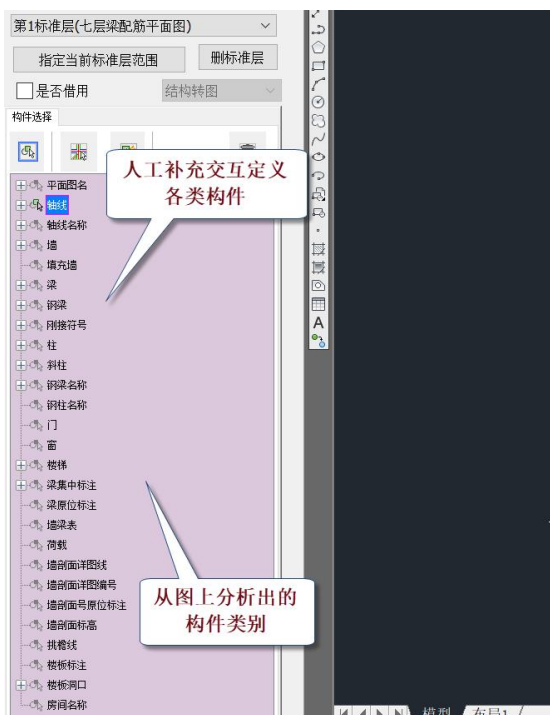 第1标准层(七层梁配筋平面图)
指定当前标准层范围
删标准层
是否借用
结构转图
构件选择
人工补充交互定义
各类构件
平面图名
轴线
轴线名称
墙
填充墙
梁
钢梁
刚接符号
柱
斜柱
钢梁名称
钢柱名称
门
窗
楼梯
梁集中标注
梁原位标注
墙梁表
荷载
墙剖面详图线
墙剖面详图编号
墙剖面号原位标注
墙剖面标高
挑檐线
楼板标注
楼板洞口
房间名称
从图上分析出的
构件类别
A
模型
布局1